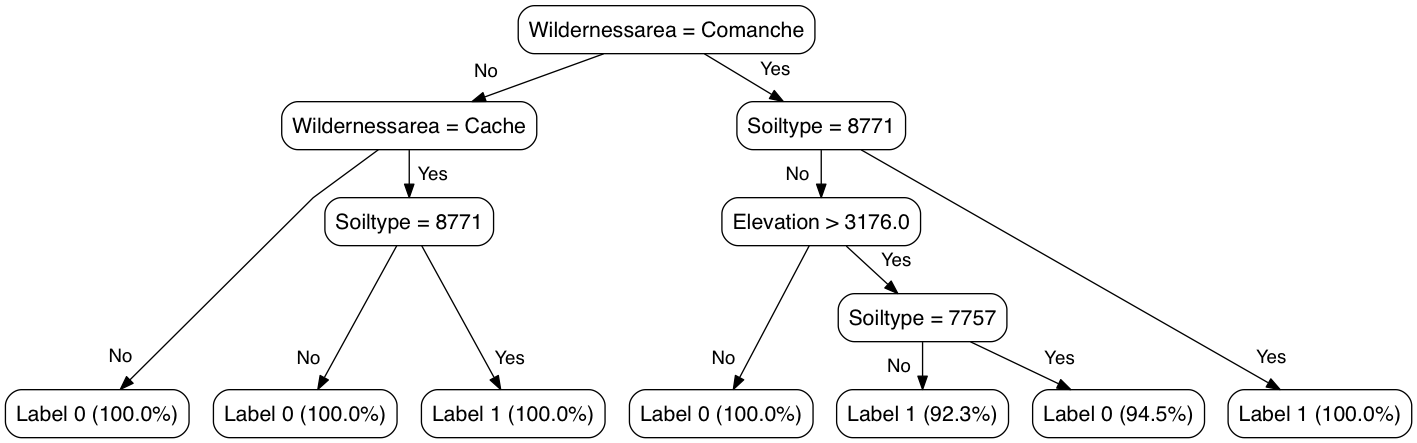 Wildernessarea = Comanche
No
Yes
Wildernessarea = Cache
Soiltype = 8771
Yes
No
Soiltype = 8771
Elevation > 3176.0
Yes
Soiltype = 7757
No
No
Yes
No
No
Yes
Yes
Label 0 (100.0%)
Label 0 (100.0%)
Label 1 (100.0%)
Label 0 (100.0%)
Label 1 (92.3%)
Label 0 (94.5%)
Label 1 (100.0%)